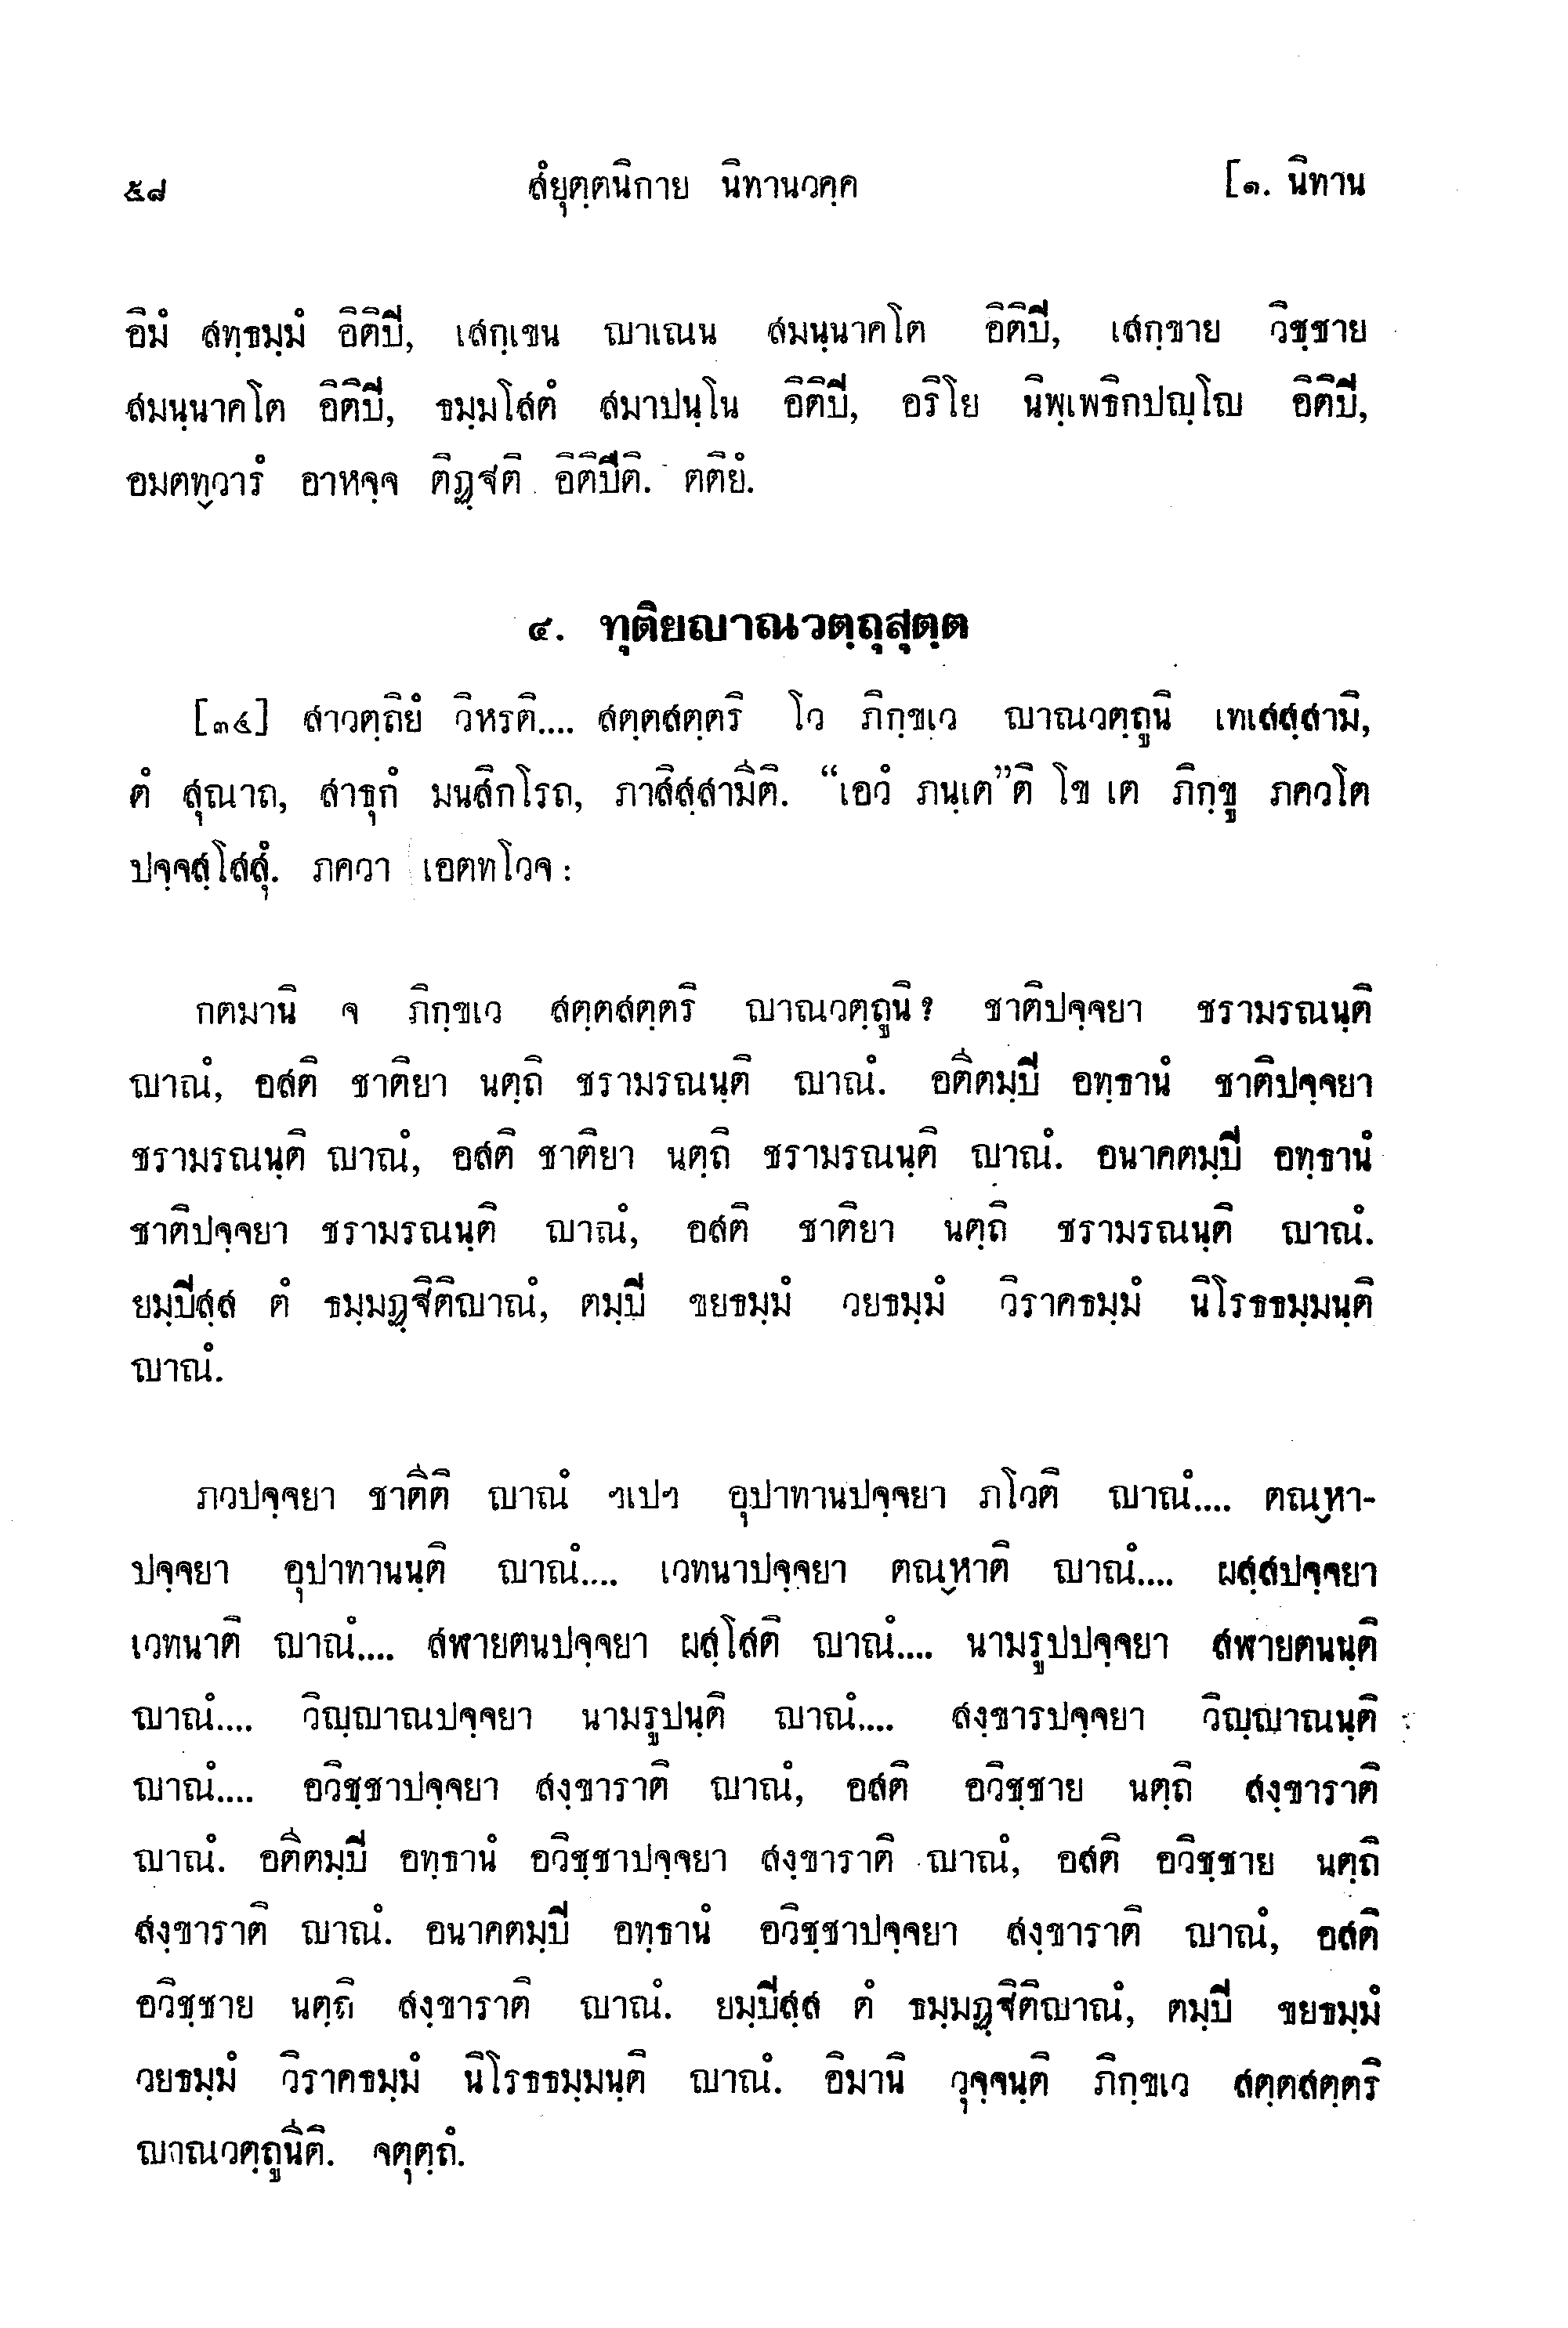 ๕๘ สํยุตฺตนิกาย นิทานวคฺค [๑. นิทาน
อิมํ สทฺธมฺมํ อิติปิ, เสกฺเขน ญาเณน สมนฺนาคโต อิติปิ, เสกฺขาย วิชฺชาย
สมนฺนาคโต อิติปิ, ธมฺมโสตํ สมาปนฺโน อิติปิ, อริโย นิพฺเพธิกปญฺโญ อิติปิ,
อมตทฺวารํ อาหจฺจ ติฏฺฐติ อิติปีติ. ตติยํ.
๔. ทุติยญาณวตฺถุสุตฺต
[๓๔] สาวตฺถิยํ วิหรติ.... สตฺตสตฺตริ โว ภิกฺขเว ญาณวตฺถูนิ เทเสสฺสามิ,
ตํ สุณาถ, สาธุกํ มนสิกโรถ, ภาสิสฺสามีติ. “เอวํ ภนฺเต”ติ โข เต ภิกฺขู ภควโต
ปจฺจสฺโสสุํ. ภควา เอตทโวจ :
กตมานิ จ ภิกฺขเว สตฺตสตฺตริ ญาณวตฺถูนิ? ชาติปจฺจยา ชรามรณนฺติ
ญาณํ, อสติ ชาติยา นตฺถิ ชรามรณนฺติ ญาณํ. อตีตมฺปิ อทฺธานํ ชาติปจฺจยา
ชรามรณนฺติ ญาณํ, อสติ ชาติยา นตฺถิ ชรามรณนฺติ ญาณํ. อนาคตมฺปิ อทฺธานํ
ชาติปจฺจยา ชรามรณนฺติ ญาณํ, อสติ ชาติยา นตฺถิ ชรามรณนฺติ ญาณํ.
ยมฺปิสฺส ตํ ธมฺมฏฺฐิติญาณํ, ตมฺปิ ขยธมฺมํ วยธมฺมํ วิราคธมฺมํ นิโรธธมฺมนฺติ
ญาณํ.
ภวปจฺจยา ชาตีติ ญาณํ ฯเปฯ อุปาทานปจฺจยา ภโวติ ญาณํ.... ตณฺหา-
ปจฺจยา อุปาทานนฺติ ญาณํ.... เวทนาปจฺจยา ตณฺหาติ ญาณํ.... ผสฺสปจฺจยา
เวทนาติ ญาณํ.... สฬายตนปจฺจยา ผสฺโสติ ญาณํ.... นามรูปปจฺจยา สฬายตนนฺติ
ญาณํ.... วิญฺญาณปจฺจยา นามรูปนฺติ ญาณํ.... สงฺขารปจฺจยา วิญฺญาณนฺติ
ญาณํ.... อวิชฺชาปจฺจยา สงฺขาราติ ญาณํ, อสติ อวิชฺชาย นตฺถิ สงฺขาราติ
ญาณํ. อตีตมฺปิ อทฺธานํ อวิชฺชาปจฺจยา สงฺขาราติ ญาณํ, อสติ อวิชฺชาย นตฺถิ
สงฺขาราติ ญาณํ. อนาคตมฺปิ อทฺธานํ อวิชฺชาปจฺจยา สงฺขาราติ ญาณํ, อสติ
อวิชฺชาย นตฺถิ สงฺขาราติ ญาณํ. ยมฺปิสฺส ตํ ธมฺมฏฺฐิติญาณํ, ตมฺปิ ขยธมฺมํ
วยธมฺมํ วิราคธมฺมํ นิโรธธมฺมนฺติ ญาณํ. อิมานิ วุจฺจนฺติ ภิกฺขเว สตฺตสตฺตริ
ญาณวตฺถูนีติ. จตุตฺถํ.